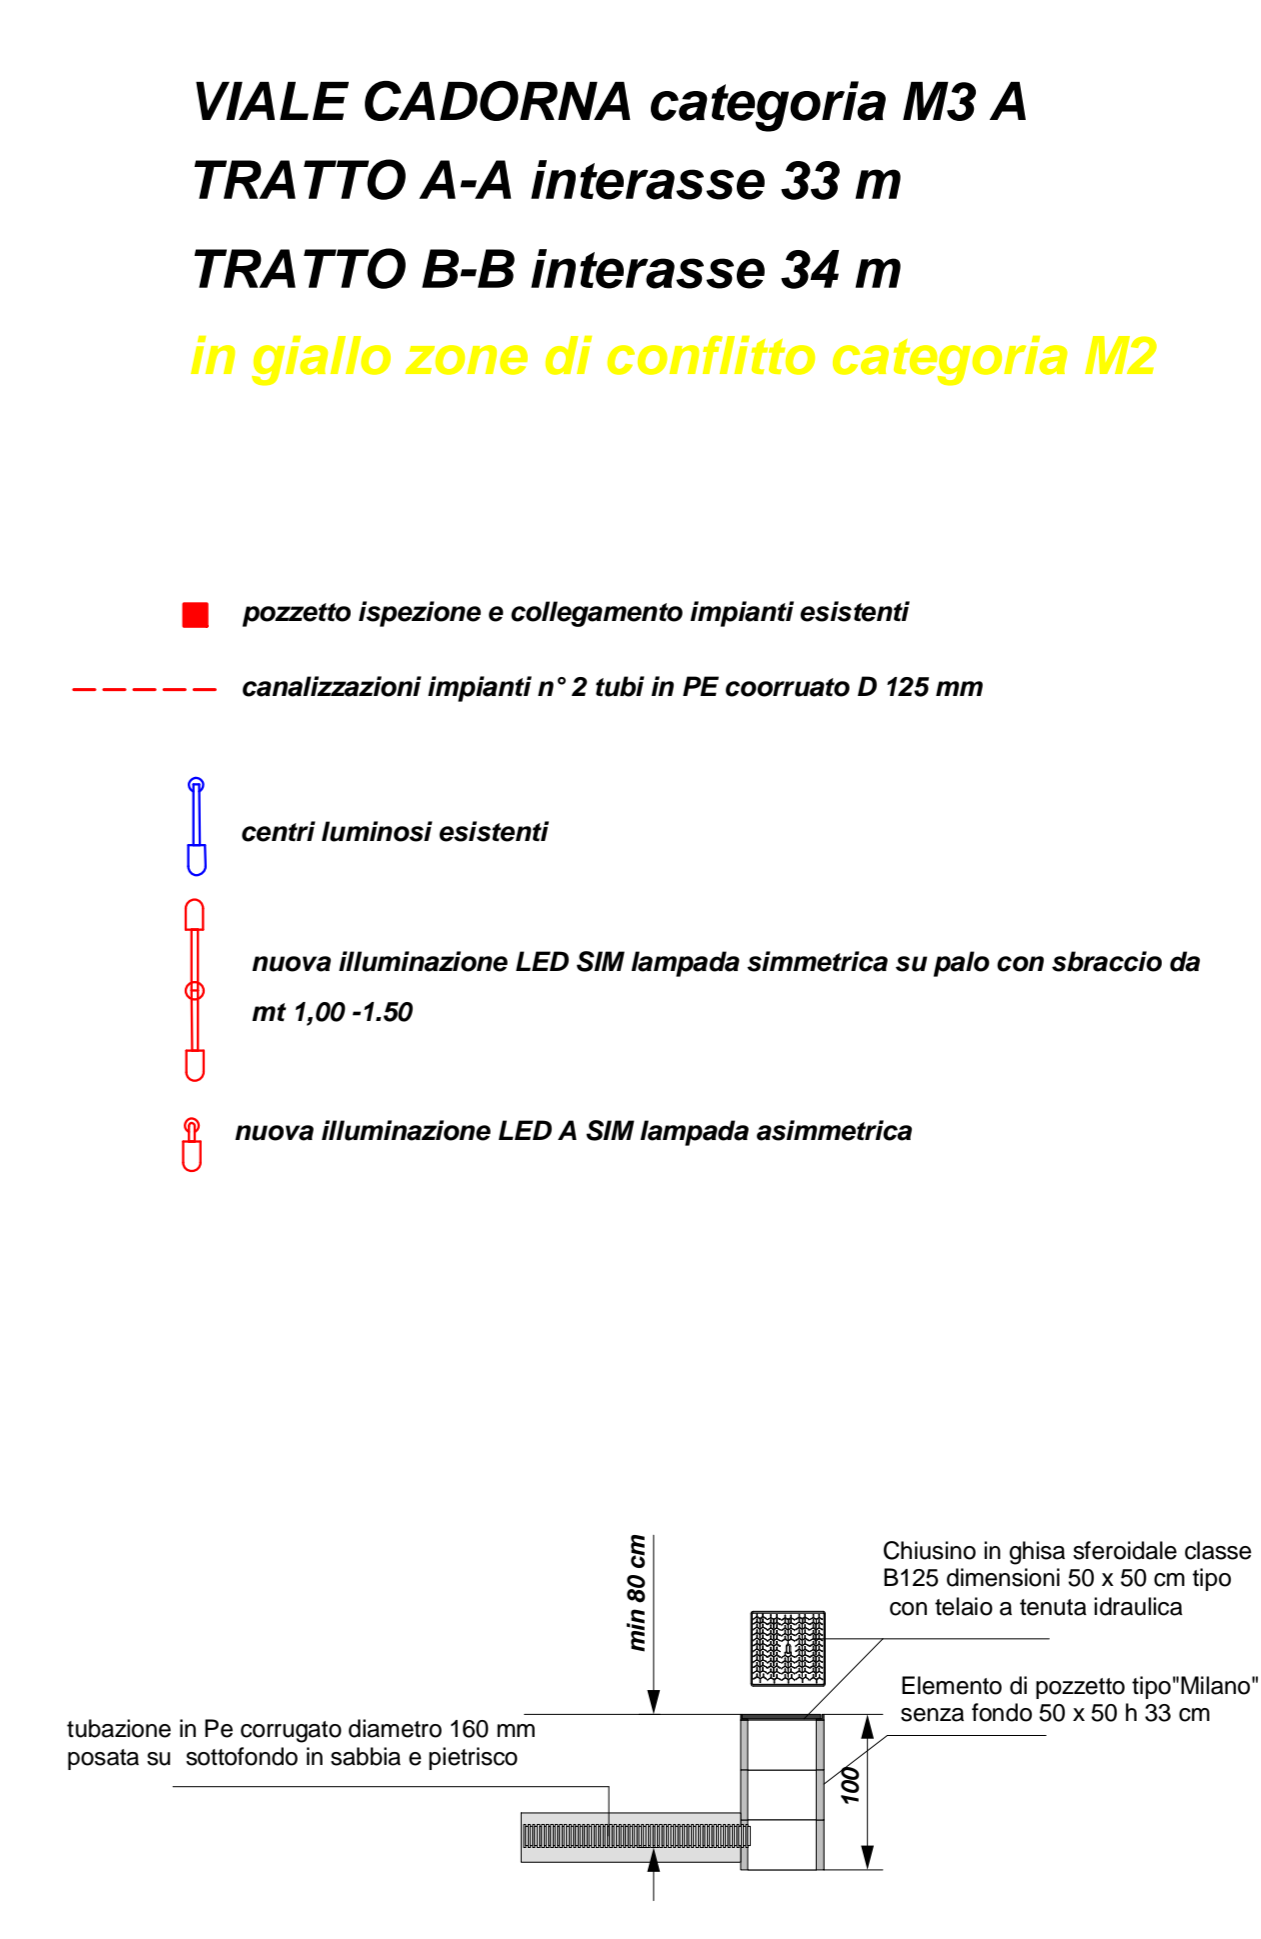 VIALE CADORNA categoria M3 A
TRATTO A-A interasse 33 m
TRATTO B-B interasse 34 m
in giallo zone di conflitto categoria M2
pozzetto ispezione e collegamento impianti esistenti
canalizzazioni impianti n° 2 tubi in PE coorruato D 125 mm
centri luminosi esistenti
nuova illuminazione LED SIM lampada simmetrica su palo con sbraccio da
mt 1,00 -1.50
nuova illuminazione LED A SIM lampada asimmetrica
min 80 cm
Chiusino in ghisa sferoidale classe
B125 dimensioni 50 x 50 cm tipo
con telaio a tenuta idraulica
Elemento di pozzetto tipo"Milano"
senza fondo 50 x 50 h 33 cm
tubazione in Pe corrugato diametro 160 mm
posata su sottofondo in sabbia e pietrisco
100